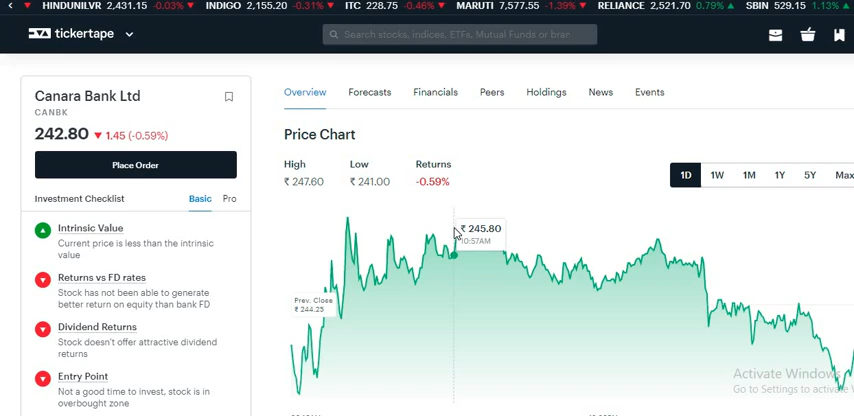 HINDUNILVR 2,431.15 -0.03% ▼ INDIGO 2,155.20 -0.31% ▼ ITC 228.75 -0.46% ▼ MARUTI 7,577.55 -1.39% ▼ RELIANCE 2,521.70 0.79% ▲ SBIN 529.15 1.13% ▲
tickertape
Search stocks, indices, ETFs, Mutual Funds or bran
Canara Bank Ltd
CANBK
242.80 ▼ 1.45 (-0.59%)
Place Order
Investment Checklist Basic Pro
Intrinsic Value
Current price is less than the intrinsic
value
Returns vs FD rates
Stock has not been able to generate
better return on equity than bank FD
Dividend Returns
Stock doesn't offer attractive dividend
returns
Entry Point
Not a good time to invest, stock is in
overbought zone
Overview Forecasts Financials Peers Holdings News Events
Price Chart
High Low Returns
₹ 247.60 ₹ 241.00 -0.59%
1D 1W 1M 1Y 5Y Max
₹ 245.80
10:57AM
Prev. Close
₹ 244.25
Activate Windows
Go to Settings to activate